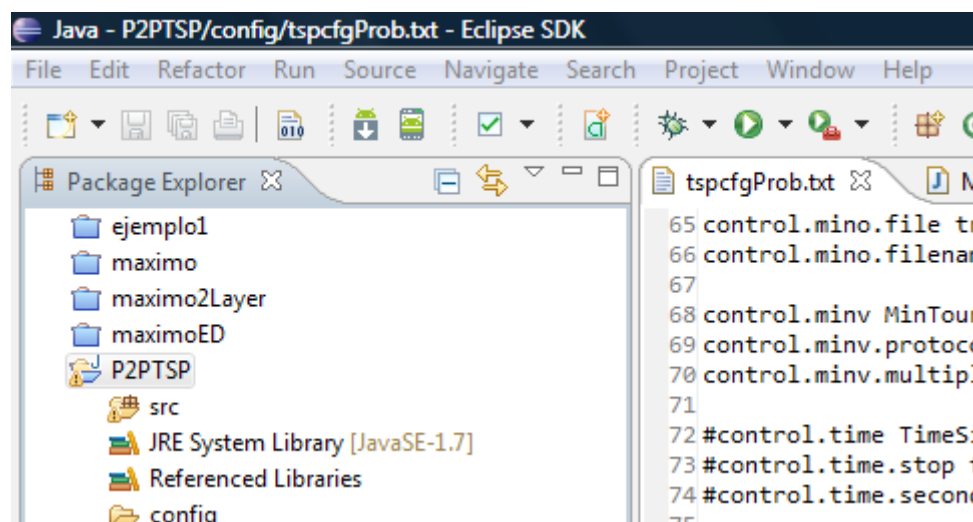 Java - P2PTSP/config/tspcfgProb.txt - Eclipse SDK
File Edit Refactor Run Source Navigate Search Project Window Help
010
Package Explorer
ejemplo1
maximo
maximo2Layer
maximoED
P2PTSP
src
JRE System Library [JavaSE-1.7]
Referenced Libraries
config
tspcfgProb.txt
65 control.mino.file
66 control.mino.filena
67
68 control.minv MinTou
69 control.minv.protoc
70 control.minv.multip
71
72 #control.time TimeS
73 #control.time.stop
74 #control.time.secon
75